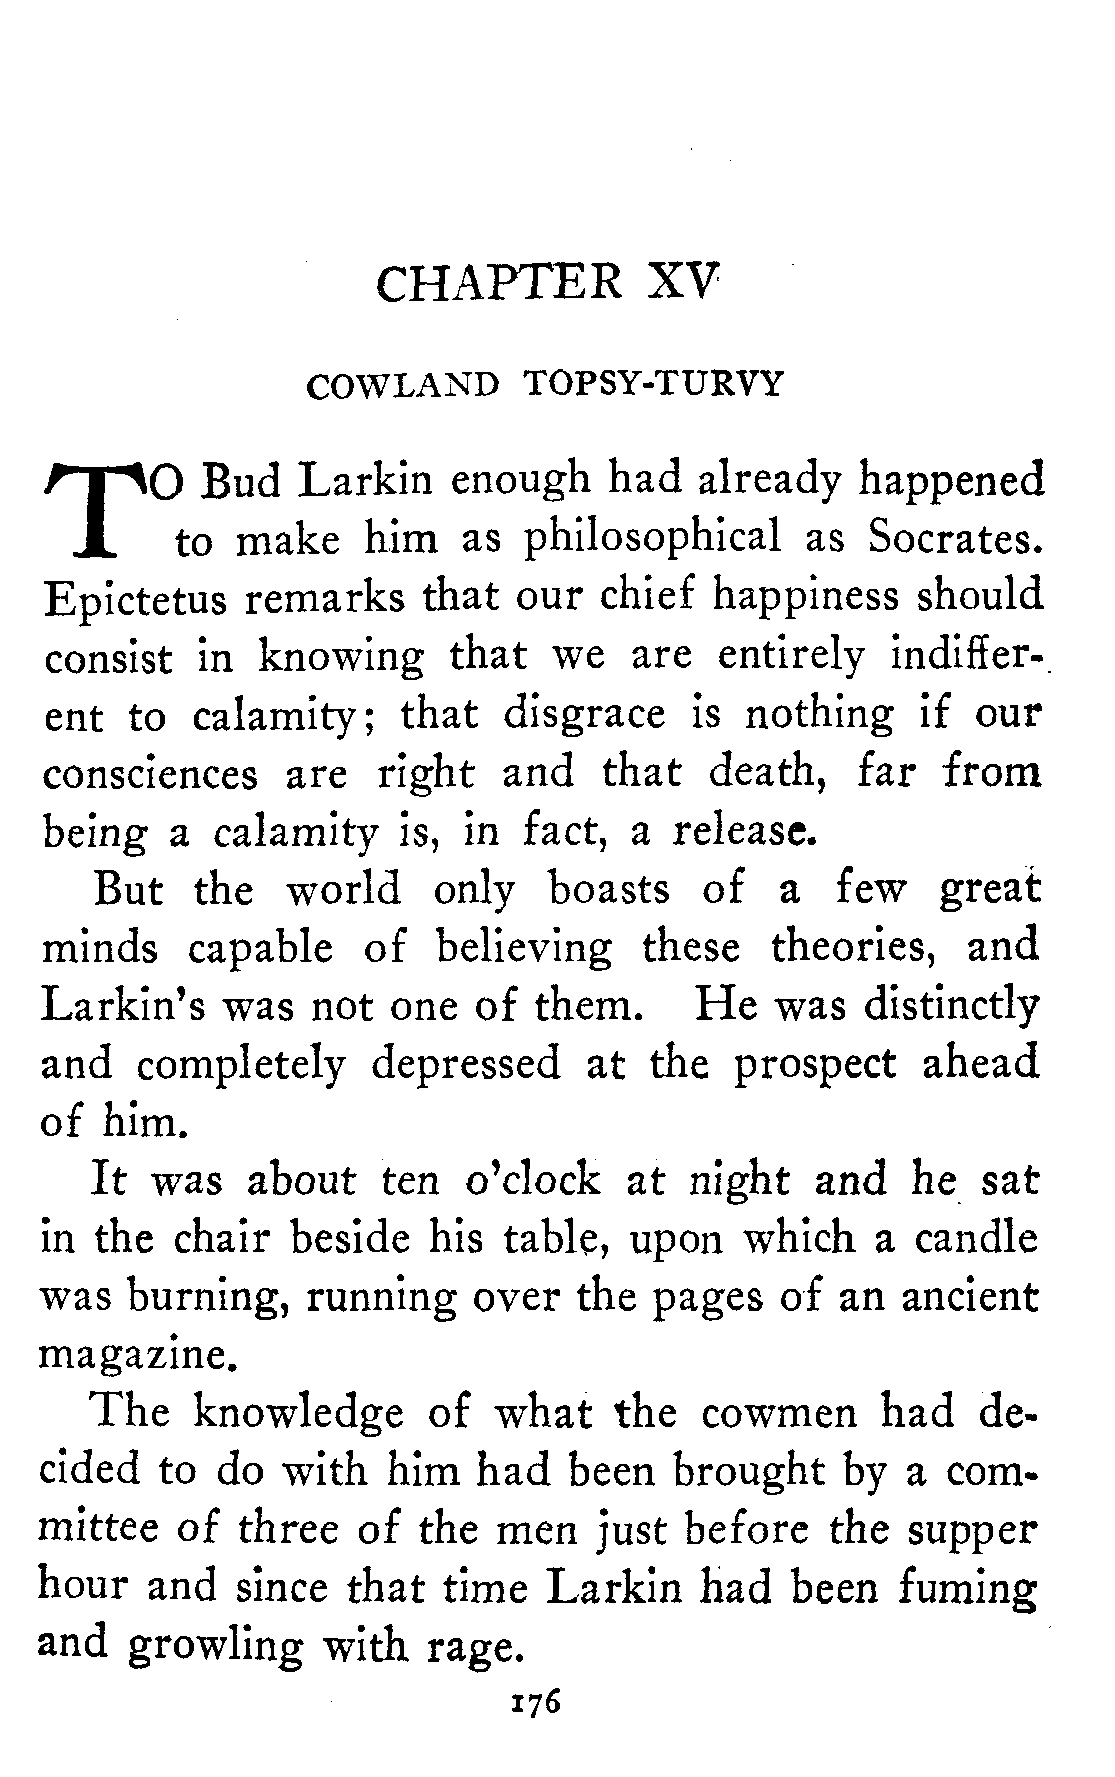 CHAPTER XV
COWLAND TOPSY-TURVY
TO Bud Larkin enough had already happened
to make him as philosophical as Socrates.
Epictetus remarks that our chief happiness should
consist in knowing that we are entirely indiffer-
ent to calamity; that disgrace is nothing if our
consciences are right and that death, far from
being a calamity is, in fact, a release.
But the world only boasts of a few great
minds capable of believing these theories, and
Larkin's was not one of them. He was distinctly
and completely depressed at the prospect ahead
of him.
It was about ten o'clock at night and he sat
in the chair beside his table, upon which a candle
was burning, running over the pages of an ancient
magazine.
The knowledge of what the cowmen had de-
cided to do with him had been brought by a com-
mittee of three of the men just before the supper
hour and since that time Larkin had been fuming
and growling with rage.
176